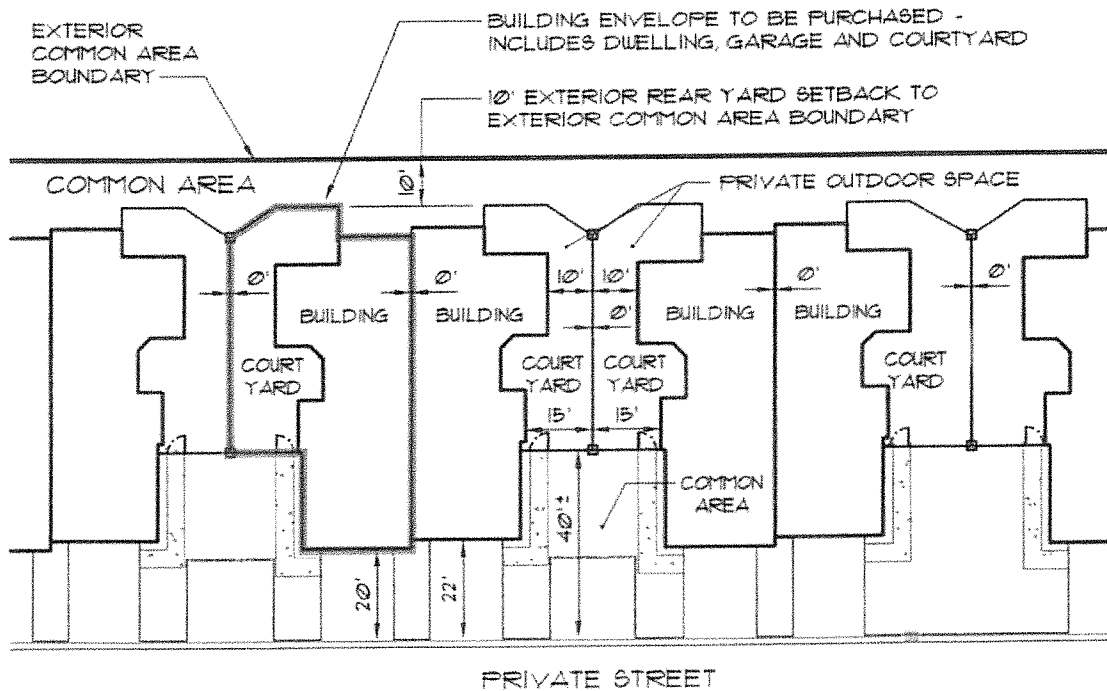 EXTERIOR
COMMON AREA
BOUNDARY
BUILDING ENVELOPE TO BE PURCHASED -
INCLUDES DWELLING, GARAGE AND COURTYARD
10' EXTERIOR REAR YARD SETBACK TO
EXTERIOR COMMON AREA BOUNDARY
COMMON AREA
10'
PRIVATE OUTDOOR SPACE
0'
0'
10'
10'
0'
0'
0'
BUILDING
BUILDING
BUILDING
BUILDING
COURT
YARD
COURT
YARD
COURT
YARD
COURT
YARD
15'
15'
COMMON
AREA
40' ±
20'
22'
PRIVATE STREET